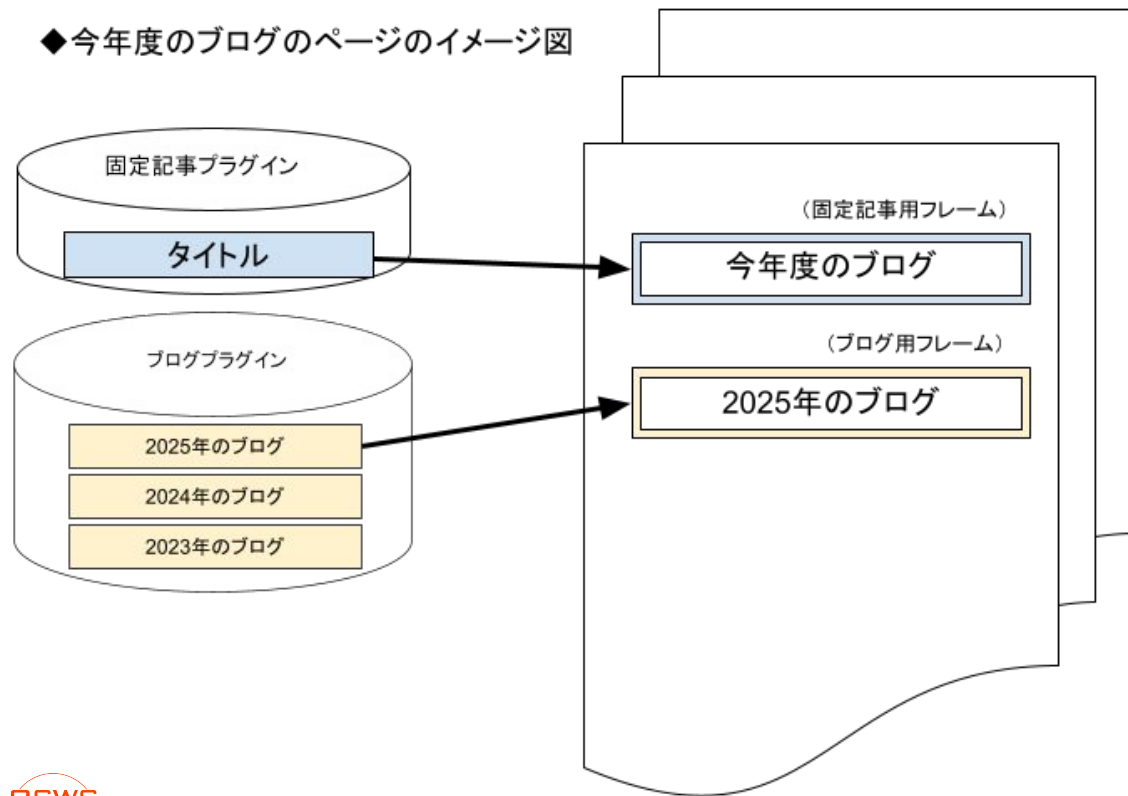 ◆今年度のブログのページのイメージ図
固定記事プラグイン
タイトル
ブログプラグイン
2025年のブログ
2024年のブログ
2023年のブログ
（固定記事用フレーム）
今年度のブログ
（ブログ用フレーム）
2025年のブログ